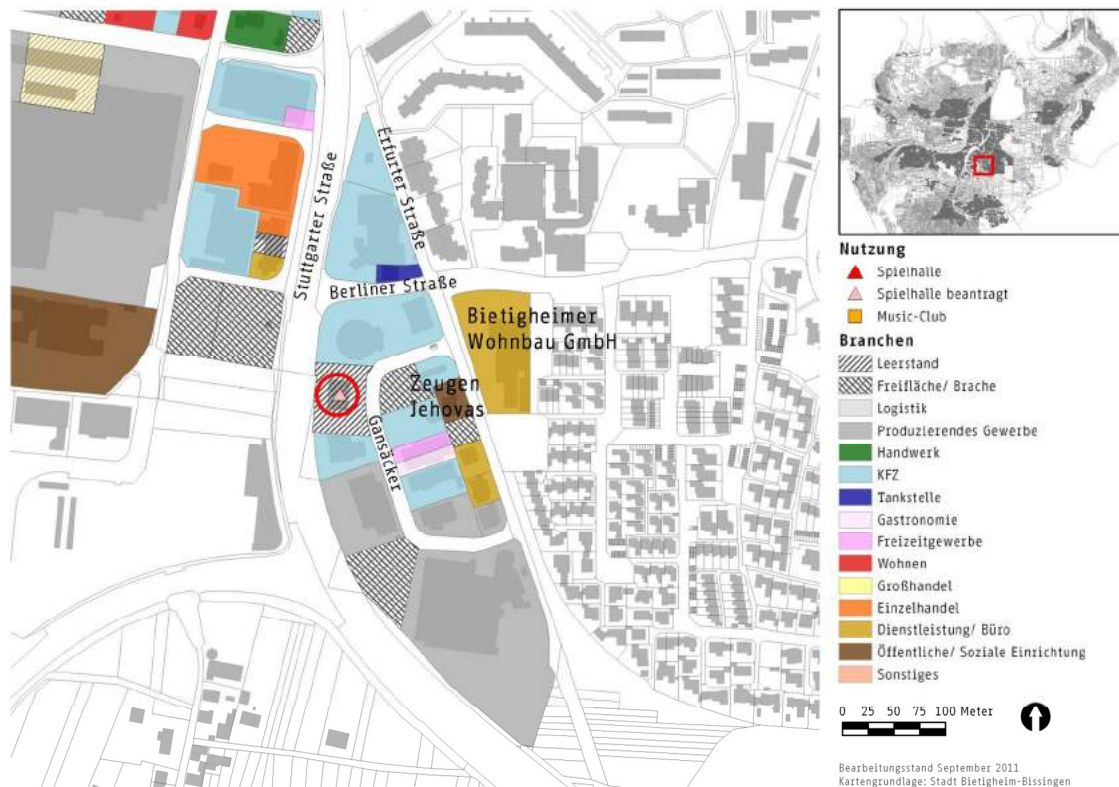 Stuttgarter Straße
Erfurter Straße
Berliner Straße
Bietigheimer
Wohnbau GmbH
Zeugen
Jehovas
Gansäcker
Nutzung
Spielhalle
Spielhalle beantragt
Music-Club
Branchen
Leerstand
Freifläche/ Brache
Logistik
Produzierendes Gewerbe
Handwerk
KFZ
Tankstelle
Gastronomie
Freizeitgewerbe
Wohnen
Großhandel
Einzelhandel
Dienstleistung/ Büro
Öffentliche/ Soziale Einrichtung
Sonstiges
0 25 50 75 100 Meter
Bearbeitungsstand September 2011
Kartengrundlage: Stadt Bietigheim-Bissingen